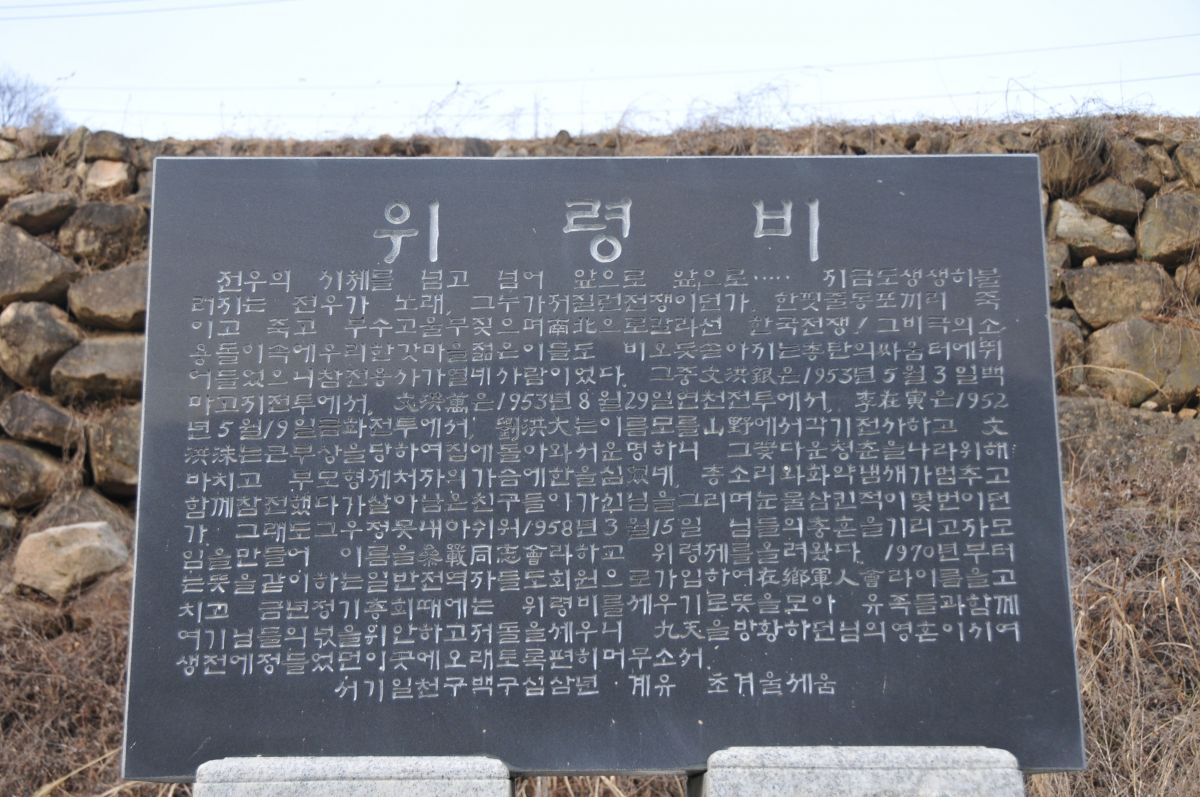 위령비
전우의 시체를 넘고 넘어 앞으로 앞으로····· 지금도생생히불
러지는 전우가 노래, 그누가저질런전쟁이던가. 한핏줄동포끼리 죽
이고 죽고 부수고울부짖으며南北으로갈라선 한국전쟁! 그비극의소
용돌이속에우리한갓마을젊은이들도 비오듯쏟아지는총탄의싸움터에뛰
어들었으니참전용사가열네사람이었다. 그중文洪銀은1953년5월3일백
마고지전투에서, 文洪萬은1953년8월29일연천전투에서, 李在寅은1952
년5월19일금화전투에서, 劉洪大는이름모를山野에서각기전사하고 文
洪洙는큰부상을당하여집에돌아와서운명하니 그꽃다운청춘을나라위해
마치고 부모형제처자의가슴에한을심었네. 총소리와화약냄새가멈추고
함께참전했다가살아남은친구들이가신님을그리며눈물삼킨적이몇번이던
가. 그래도그우정못내아쉬워1958년3월15일 님들의충혼을기리고자모
임을만들어 이름을參戰同志會라하고 위령제를올려왔다. 1970년부터
는뜻을같이하는일반전역자들도회원으로가입하여在鄕軍人會라이름을고
치고 금년정기총회때에는 위령비를세우기로뜻을모아 유족들과함께
여기님들의넋을위안하고저돌을세우니 九天을방황하던님의영혼이시여
생전에정들었던이곳에오래토록편히머무소서.
서기일천구백구십삼년 계유 초겨울세움